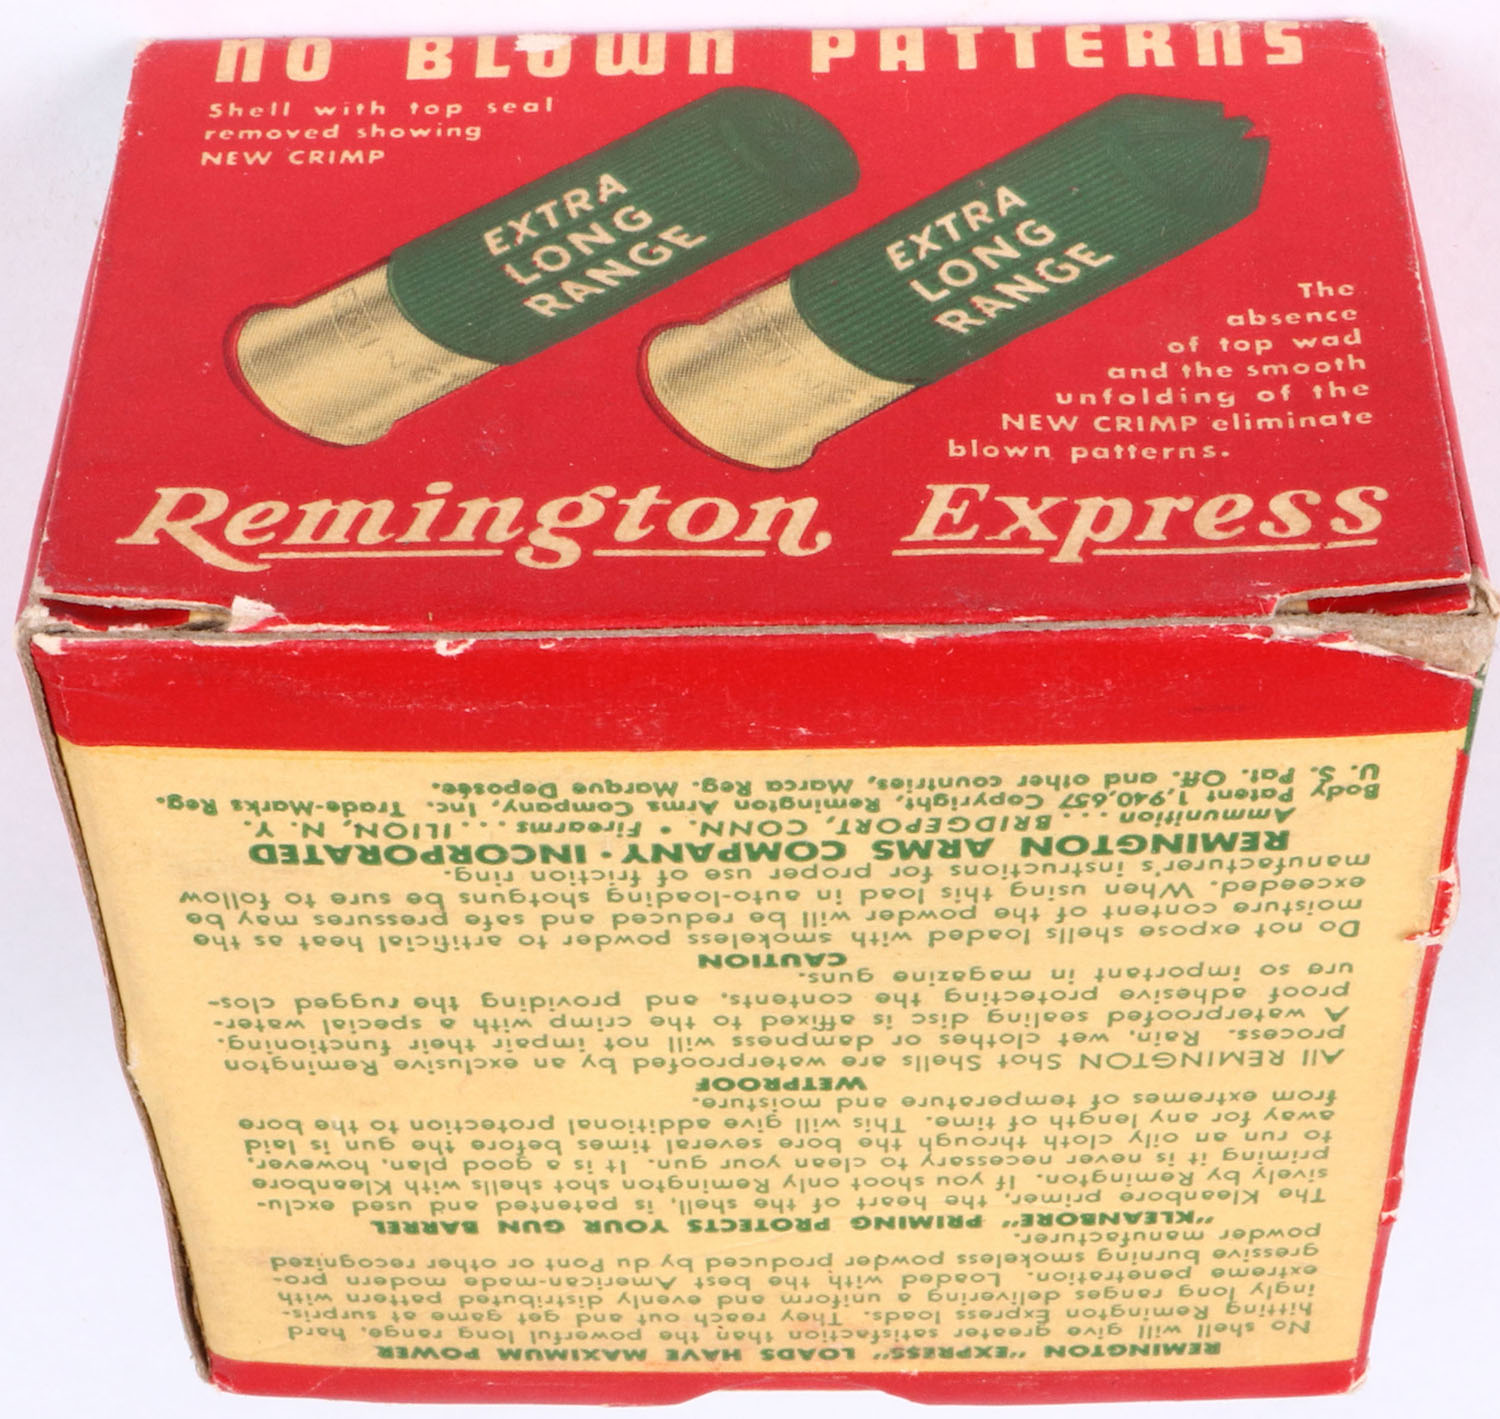 NO BLOWN PATTERNS
Shell with top seal
removed showing
NEW CRIMP
EXTRA
LONG
RANGE
EXTRA
LONG
RANGE
The
absence
of top wad
and the smooth
unfolding of the
NEW CRIMP eliminate
blown patterns.
Remington Express
REMINGTON "EXPRESS" LOADS HAVE MAXIMUM POWER
No shell will give greater satisfaction than the powerful long range, hard
hitting Remington Express loads. They reach out and get game at surpris-
ingly long ranges delivering a uniform and evenly distributed pattern with
extreme penetration. Loaded with the best American-made modern pro-
gressive burning smokeless powder produced by du Pont or other recognized
powder manufacturer.
"KLEANBORE" PRIMING PROTECTS YOUR GUN BARREL
The Kleanbore primer, the heart of the shell, is patented and used exclu-
sively by Remington. If you shoot only Remington shot shells with Kleanbore
priming it is never necessary to clean your gun. It is a good plan, however,
to run an oily cloth through the bore several times before the gun is laid
away for any length of time. This will give additional protection to the bore
from extremes of temperature and moisture.
WETPROOF
All REMINGTON Shot Shells are waterproofed by an exclusive Remington
process. Rain, wet clothes or dampness will not impair their functioning.
A waterproofed sealing disc is affixed to the crimp with a special water-
proof adhesive protecting the contents, and providing the rugged clos-
ure so important in magazine guns.
CAUTION
Do not expose shells loaded with smokeless powder to artificial heat as the
moisture content of the powder will be reduced and safe pressures may be
exceeded. When using this load in auto-loading shotguns be sure to follow
manufacturer's instructions for proper use of friction ring.
REMINGTON ARMS COMPANY · INCORPORATED
Ammunition .... BRIDGEPORT, CONN. • Firearms .... ILION, N. Y.
Body Patent 1,940,657 Copyright, Remington Arms Company, Inc. Trade-Marks Reg.
U. S. Pat. Off. and other countries, Marca Reg. Marque Deposée.